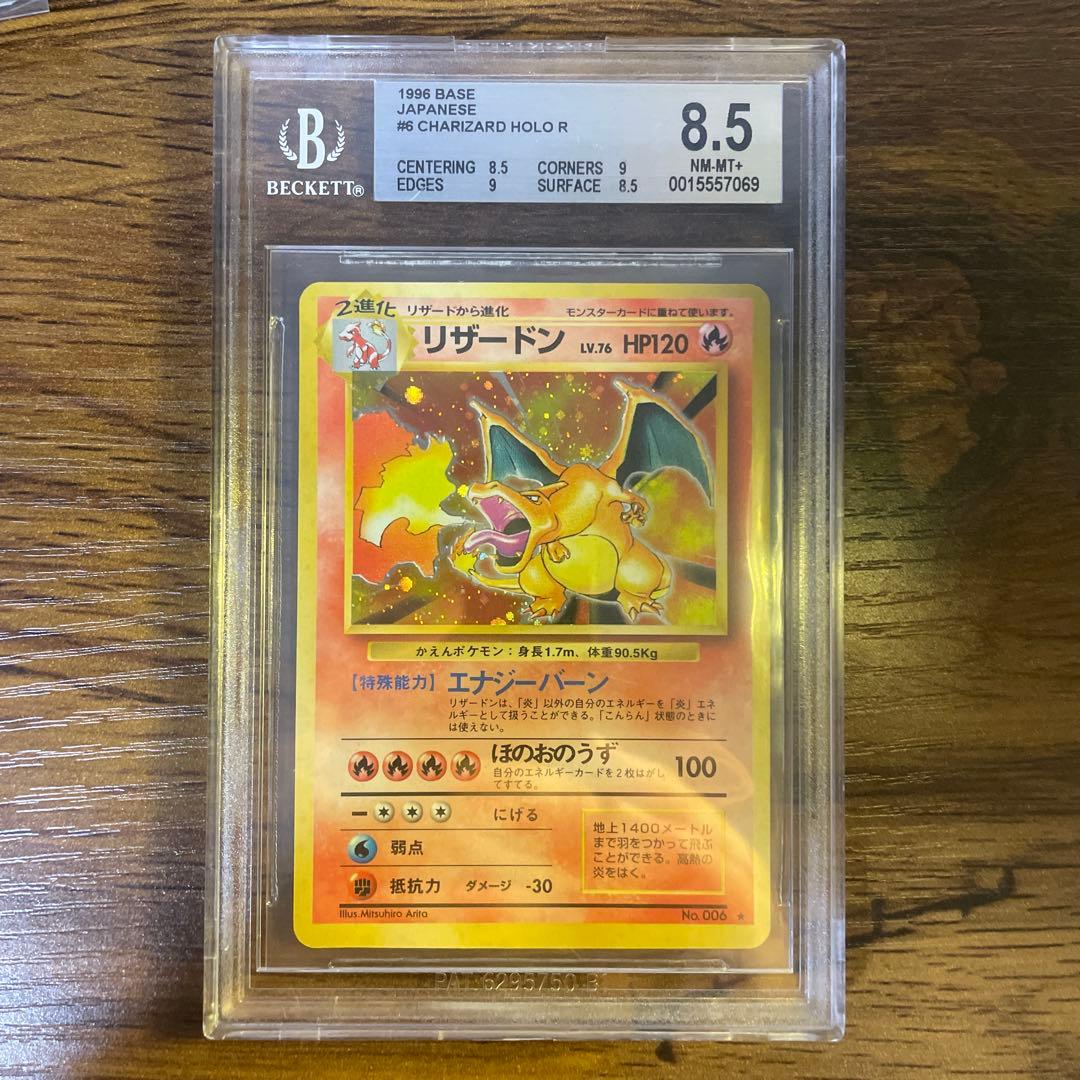 1996 BASE
JAPANESE
#6 CHARIZARD HOLO R
8.5
NM-MT+
0015557069
CENTERING 8.5 CORNERS 9
EDGES 9 SURFACE 8.5
B
BECKETT®
2進化 リザードから進化 モンスターカードに重ねて使います。
リザードン LV.76 HP120
かえんポケモン：身長1.7m、体重90.5Kg
【特殊能力】エナジーバーン
リザードンは、「炎」以外の自分のエネルギーを「炎」エネ
ルギーとして扱うことができる。「こんらん」状態のときに
は使えない。
ほのおのうず 100
自分のエネルギーカードを2枚はがし
てすてる。
にげる
弱点
抵抗力 ダメージ -30
地上1400メートル
まで羽をつかって飛ぶ
ことができる。高熱の
炎をはく。
Illus.Mitsuhiro Arita No.006 ★
PAT 6295750 B